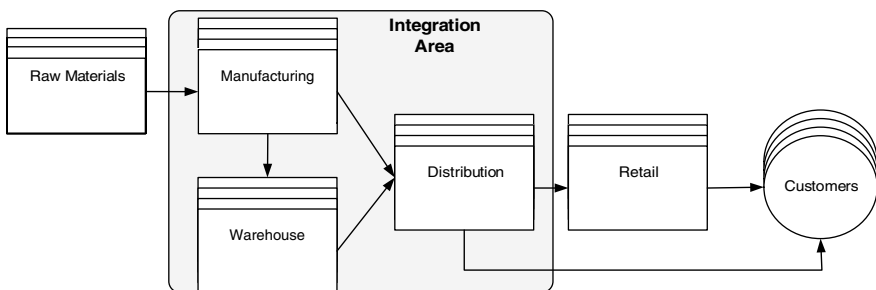 Integration
Area
Raw Materials
Manufacturing
Distribution
Retail
Customers
Warehouse